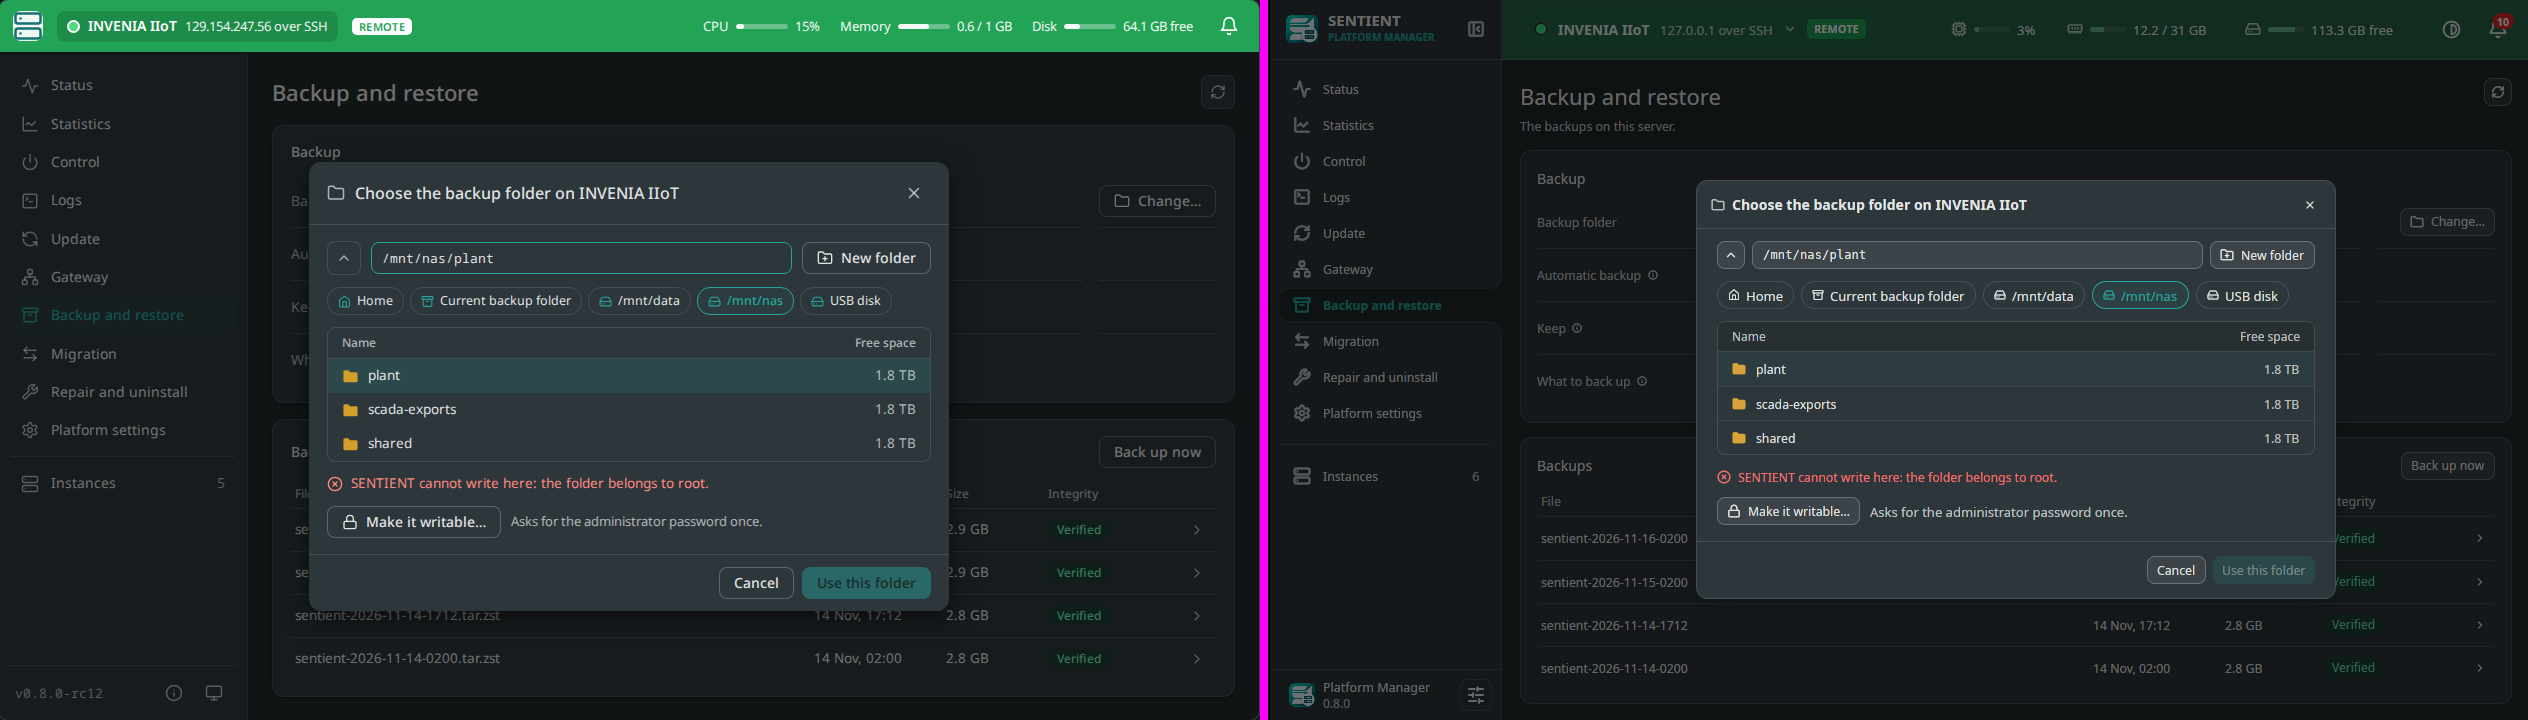 INVENIA IIoT 129.154.247.56 over SSH REMOTE CPU 15% Memory 0.6 / 1 GB Disk 64.1 GB free
Status
Statistics
Control
Logs
Update
Gateway
Backup and restore
Migration
Repair and uninstall
Platform settings
Instances 5
v0.8.0-rc12
Backup and restore
Backup
Ba
Change...
Au
Ke
Wh
Ba
Back up now
File Size Integrity
se 2.9 GB Verified
se 2.9 GB Verified
sentient-2026-11-14-1712.tar.zst 14 Nov, 17:12 2.8 GB Verified
sentient-2026-11-14-0200.tar.zst 14 Nov, 02:00 2.8 GB Verified
Choose the backup folder on INVENIA IIoT
/mnt/nas/plant New folder
Home Current backup folder /mnt/data /mnt/nas USB disk
Name Free space
plant 1.8 TB
scada-exports 1.8 TB
shared 1.8 TB
SENTIENT cannot write here: the folder belongs to root.
Make it writable... Asks for the administrator password once.
Cancel Use this folder
SENTIENT
PLATFORM MANAGER
INVENIA IIoT 127.0.0.1 over SSH REMOTE 3% 12.2 / 31 GB 113.3 GB free 10
Status
Statistics
Control
Logs
Update
Gateway
Backup and restore
Migration
Repair and uninstall
Platform settings
Instances 6
Platform Manager
0.8.0
Backup and restore
The backups on this server.
Backup
Backup folder Change...
Automatic backup
Keep
What to back up
Backups Back up now
File tegrity
sentient-2026-11-16-0200 Verified
sentient-2026-11-15-0200 Verified
sentient-2026-11-14-1712 14 Nov, 17:12 2.8 GB Verified
sentient-2026-11-14-0200 14 Nov, 02:00 2.8 GB Verified
Choose the backup folder on INVENIA IIoT
/mnt/nas/plant New folder
Home Current backup folder /mnt/data /mnt/nas USB disk
Name Free space
plant 1.8 TB
scada-exports 1.8 TB
shared 1.8 TB
SENTIENT cannot write here: the folder belongs to root.
Make it writable... Asks for the administrator password once.
Cancel Use this folder